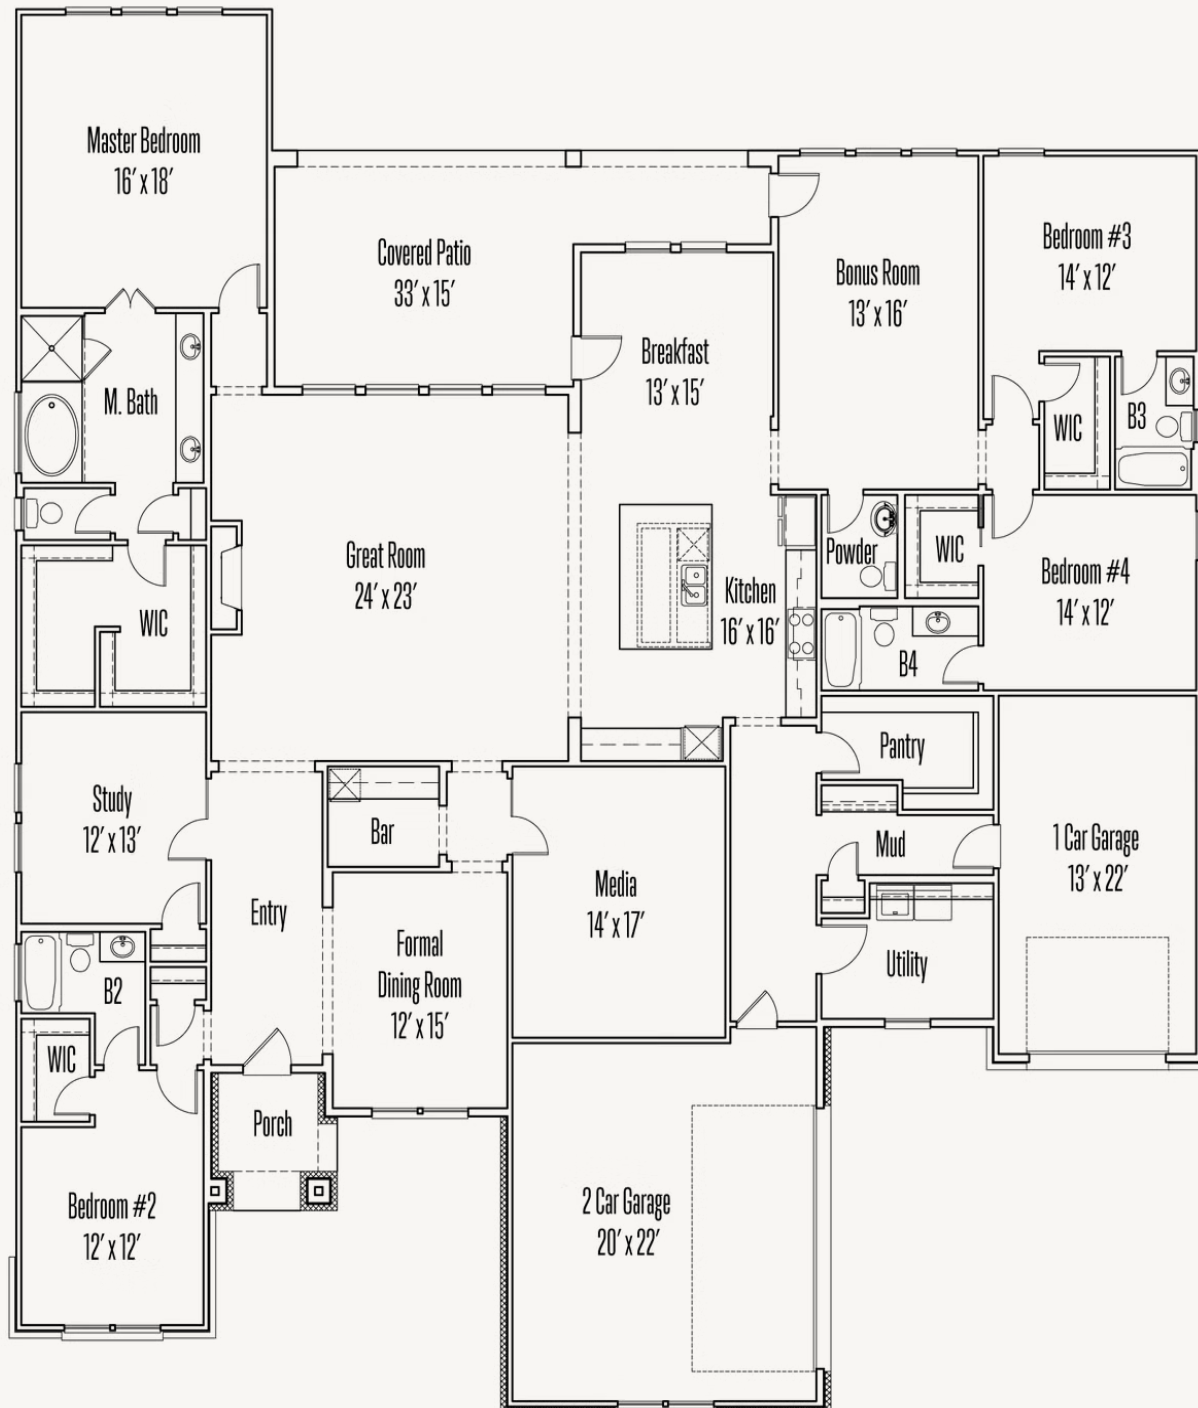 Master Bedroom
16' x 18'
Covered Patio
33' x 15'
Bonus Room
13' x 16'
Bedroom #3
14' x 12'
Breakfast
13' x 15'
M. Bath
WIC
B3
Great Room
24' x 23'
Kitchen
16' x 16'
Powder
WIC
Bedroom #4
14' x 12'
WIC
B4
Study
12' x 13'
Bar
Pantry
Mud
1 Car Garage
13' x 22'
Entry
Media
14' x 17'
Formal
Dining Room
12' x 15'
Utility
B2
WIC
Porch
Bedroom #2
12' x 12'
2 Car Garage
20' x 22'